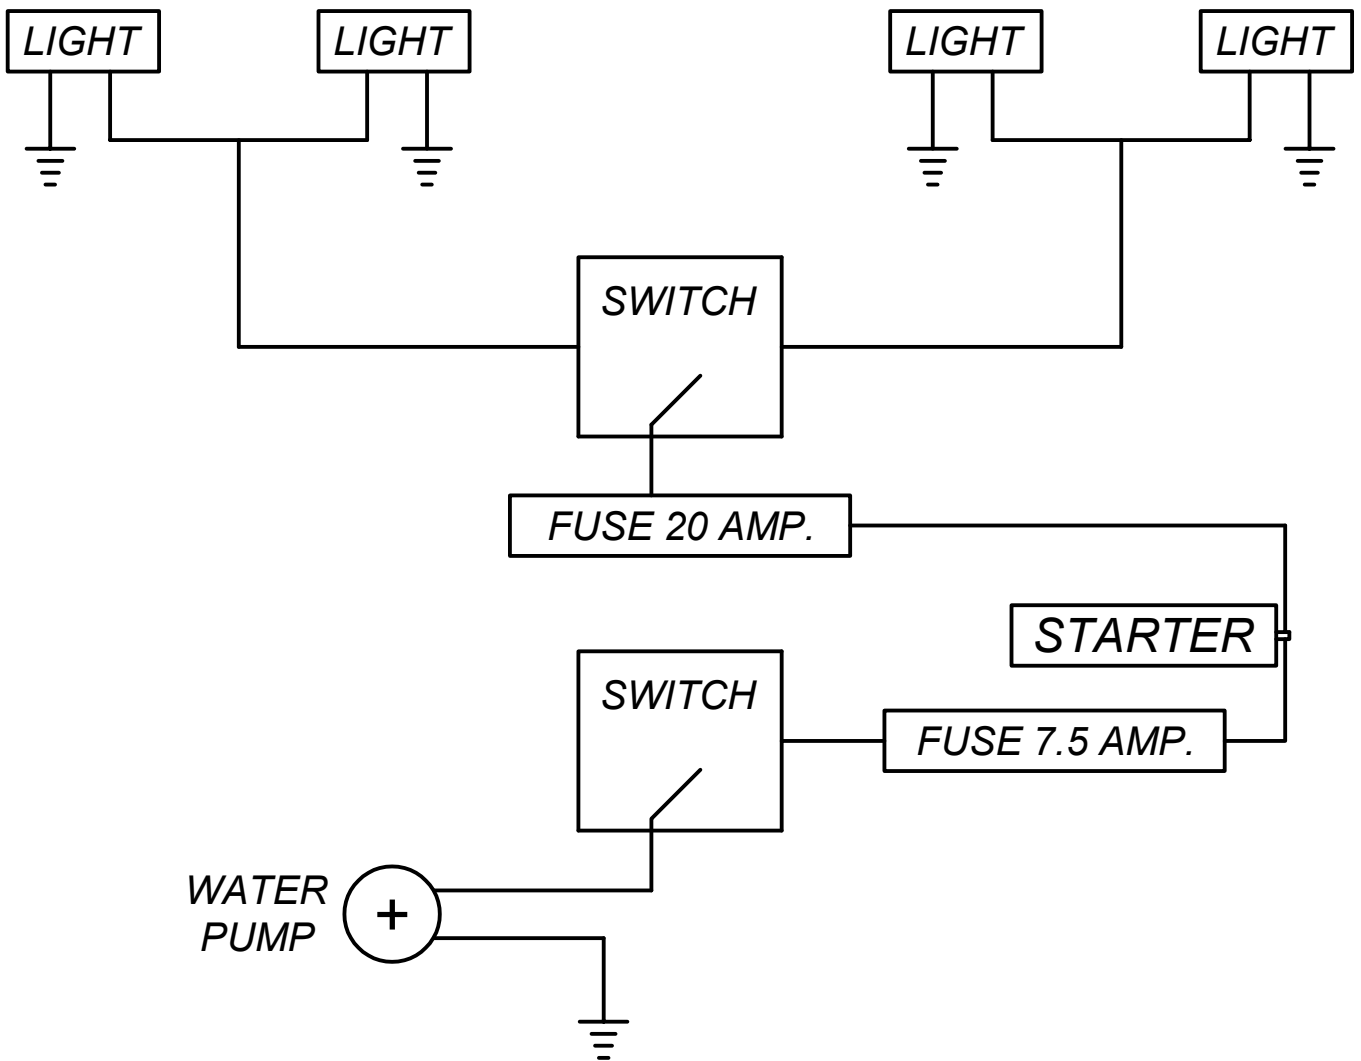 LIGHT
LIGHT
LIGHT
LIGHT
SWITCH
FUSE 20 AMP.
STARTER
SWITCH
FUSE 7.5 AMP.
WATER
PUMP
+